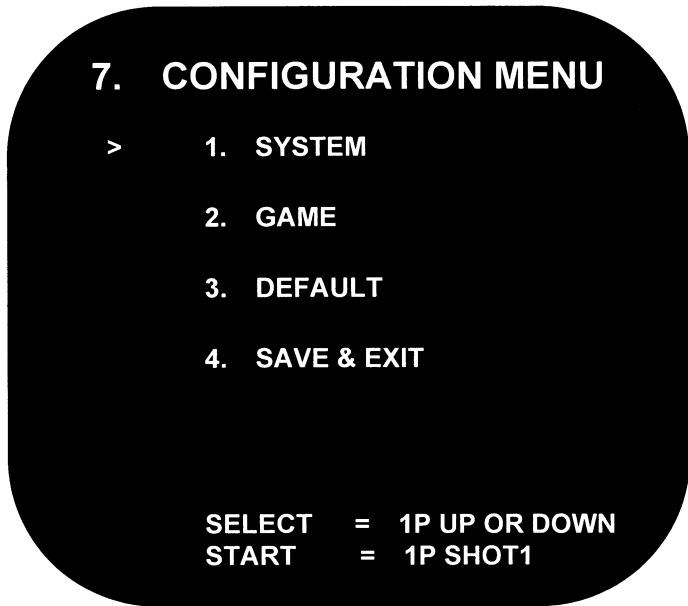 7. CONFIGURATION MENU
> 1. SYSTEM
2. GAME
3. DEFAULT
4. SAVE & EXIT
SELECT = 1P UP OR DOWN
START = 1P SHOT1